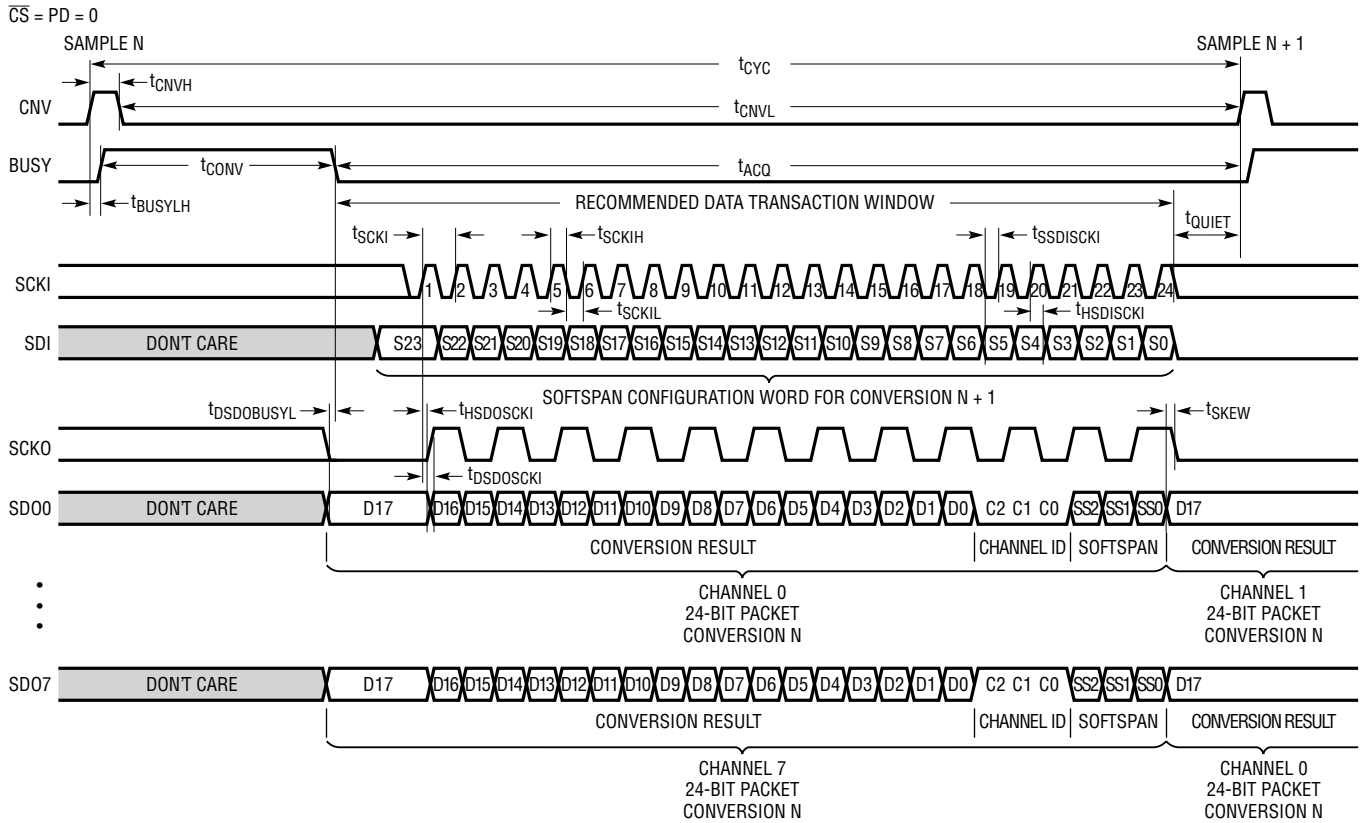 CS = PD = 0
SAMPLE N SAMPLE N + 1
tCYC
tCNVH
CNV tCNVL
BUSY tCONV tACQ
tBUSYLH RECOMMENDED DATA TRANSACTION WINDOW
tSCKI tSCKIH tSSDISCKI tQUIET
SCKI 1 2 3 4 5 6 7 8 9 10 11 12 13 14 15 16 17 18 19 20 21 22 23 24
tSCKIL tHSDISCKI
SDI DON'T CARE S23 S22 S21 S20 S19 S18 S17 S16 S15 S14 S13 S12 S11 S10 S9 S8 S7 S6 S5 S4 S3 S2 S1 S0
SOFTSPAN CONFIGURATION WORD FOR CONVERSION N + 1
tDSDOBUSYL tHSDOSCKI tSKEW
SCKO
tDSDOSCKI
SDO0 DON'T CARE D17 D16 D15 D14 D13 D12 D11 D10 D9 D8 D7 D6 D5 D4 D3 D2 D1 D0 C2 C1 C0 SS2 SS1 SS0 D17
CONVERSION RESULT CHANNEL ID SOFTSPAN CONVERSION RESULT
CHANNEL 0 CHANNEL 1
24-BIT PACKET 24-BIT PACKET
CONVERSION N CONVERSION N
SDO7 DON'T CARE D17 D16 D15 D14 D13 D12 D11 D10 D9 D8 D7 D6 D5 D4 D3 D2 D1 D0 C2 C1 C0 SS2 SS1 SS0 D17
CONVERSION RESULT CHANNEL ID SOFTSPAN CONVERSION RESULT
CHANNEL 7 CHANNEL 0
24-BIT PACKET 24-BIT PACKET
CONVERSION N CONVERSION N